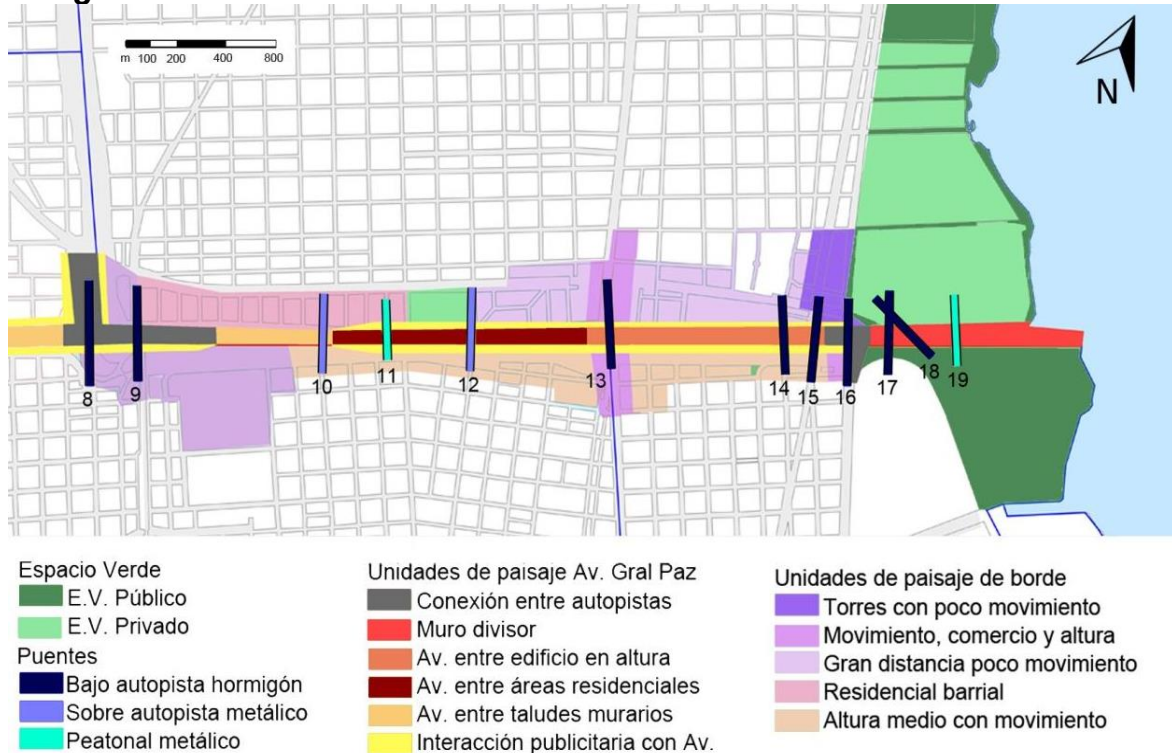 m 100 200 400 800
N
8
9
10
11
12
13
14
15
16
17
18
19
Espacio Verde
E.V. Público
E.V. Privado
Puentes
Bajo autopista hormigón
Sobre autopista metálico
Peatonal metálico
Unidades de paisaje Av. Gral Paz
Conexión entre autopistas
Muro divisor
Av. entre edificio en altura
Av. entre áreas residenciales
Av. entre taludes murarios
Interacción publicitaria con Av.
Unidades de paisaje de borde
Torres con poco movimiento
Movimiento, comercio y altura
Gran distancia poco movimiento
Residencial barrial
Altura medio con movimiento